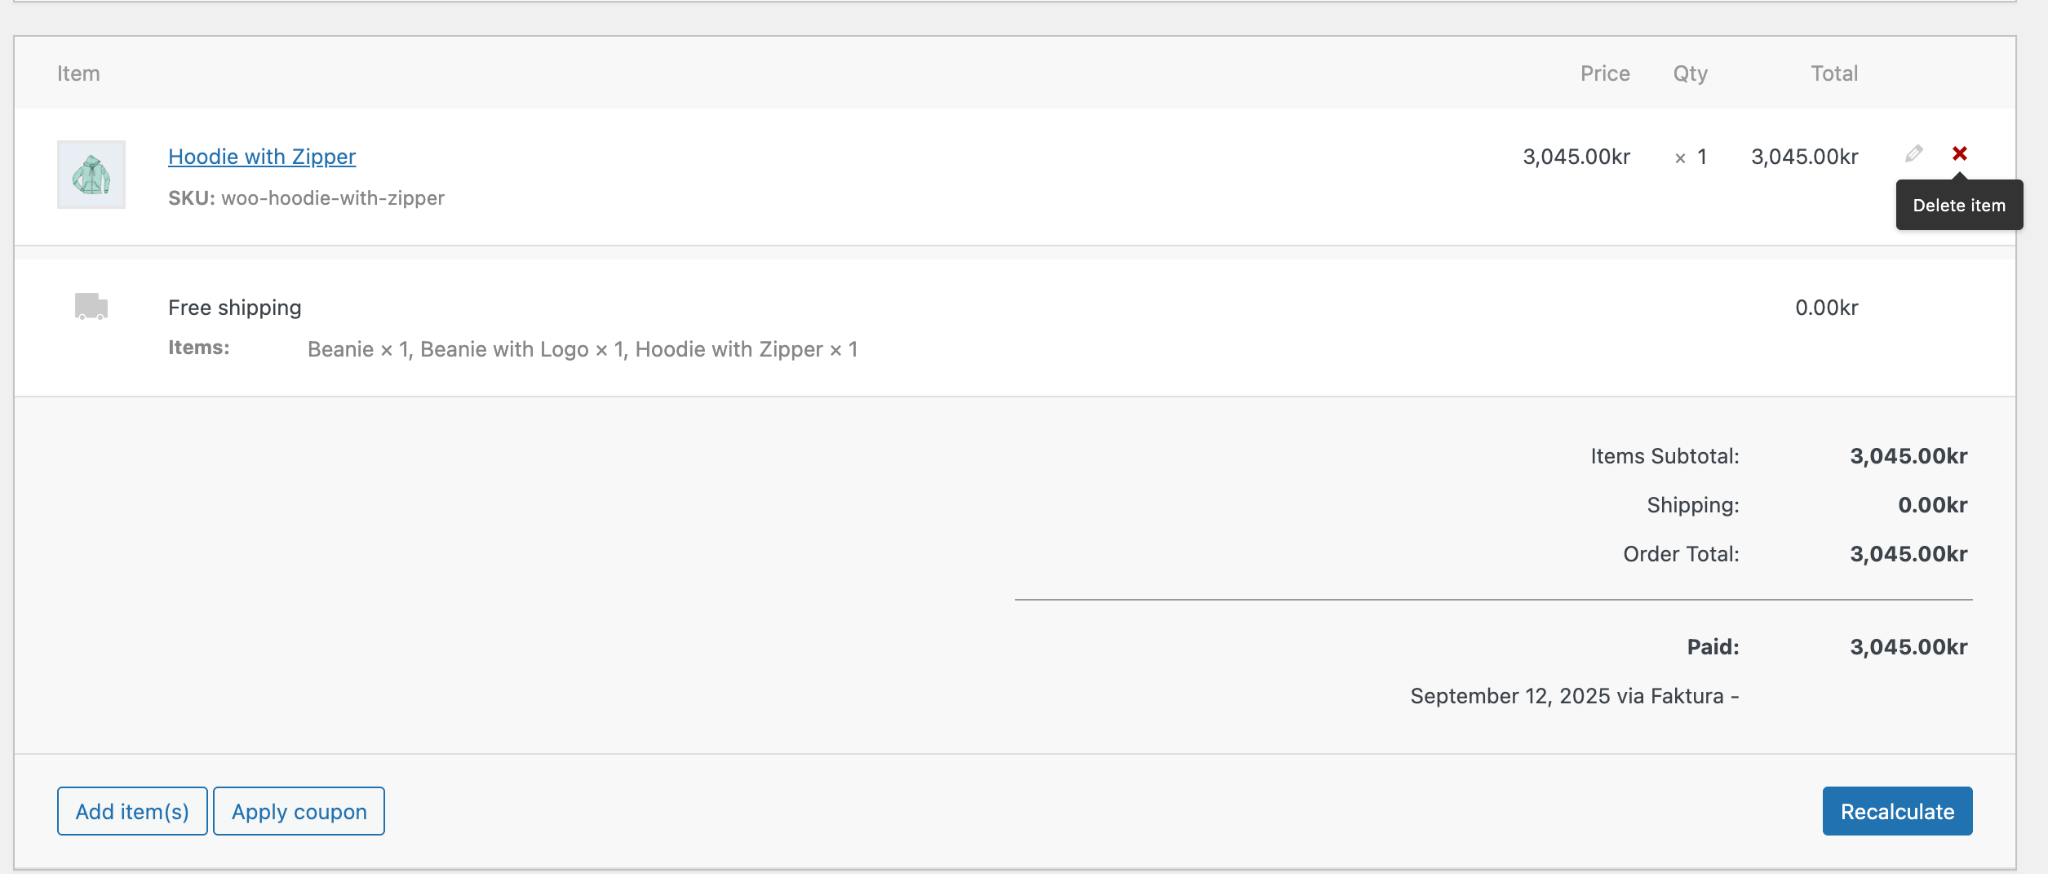 Item Price Qty Total
Hoodie with Zipper 3,045.00kr × 1 3,045.00kr
SKU: woo-hoodie-with-zipper
Delete item
Free shipping 0.00kr
Items: Beanie × 1, Beanie with Logo × 1, Hoodie with Zipper × 1
Items Subtotal: 3,045.00kr
Shipping: 0.00kr
Order Total: 3,045.00kr
Paid: 3,045.00kr
September 12, 2025 via Faktura -
Add item(s) Apply coupon Recalculate